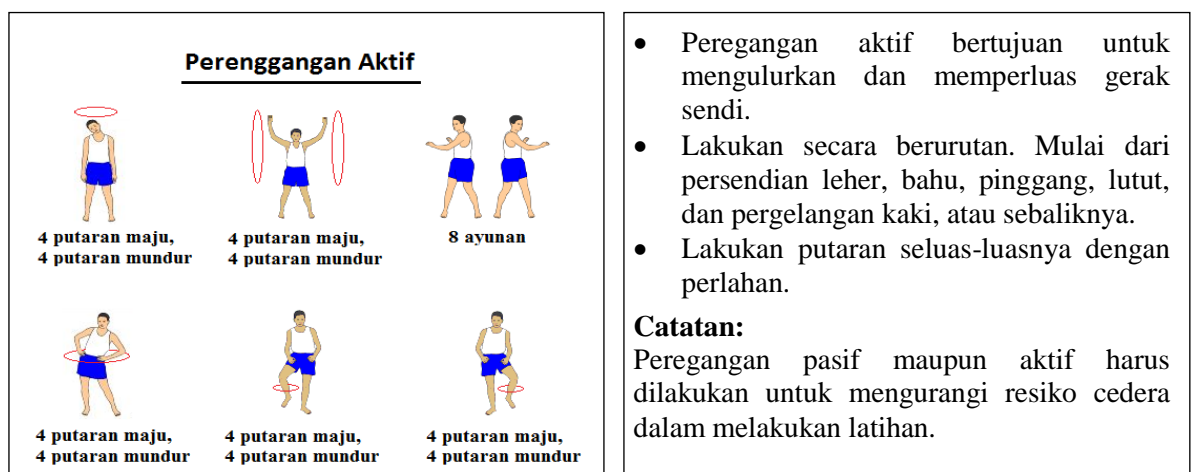 Perenggangan Aktif
4 putaran maju,
4 putaran mundur
4 putaran maju,
4 putaran mundur
8 ayunan
4 putaran maju,
4 putaran mundur
4 putaran maju,
4 putaran mundur
4 putaran maju,
4 putaran mundur
• Peregangan aktif bertujuan untuk
mengulurkan dan memperluas gerak
sendi.
• Lakukan secara berurutan. Mulai dari
persendian leher, bahu, pinggang, lutut,
dan pergelangan kaki, atau sebaliknya.
• Lakukan putaran seluas-luasnya dengan
perlahan.
Catatan:
Peregangan pasif maupun aktif harus
dilakukan untuk mengurangi resiko cedera
dalam melakukan latihan.